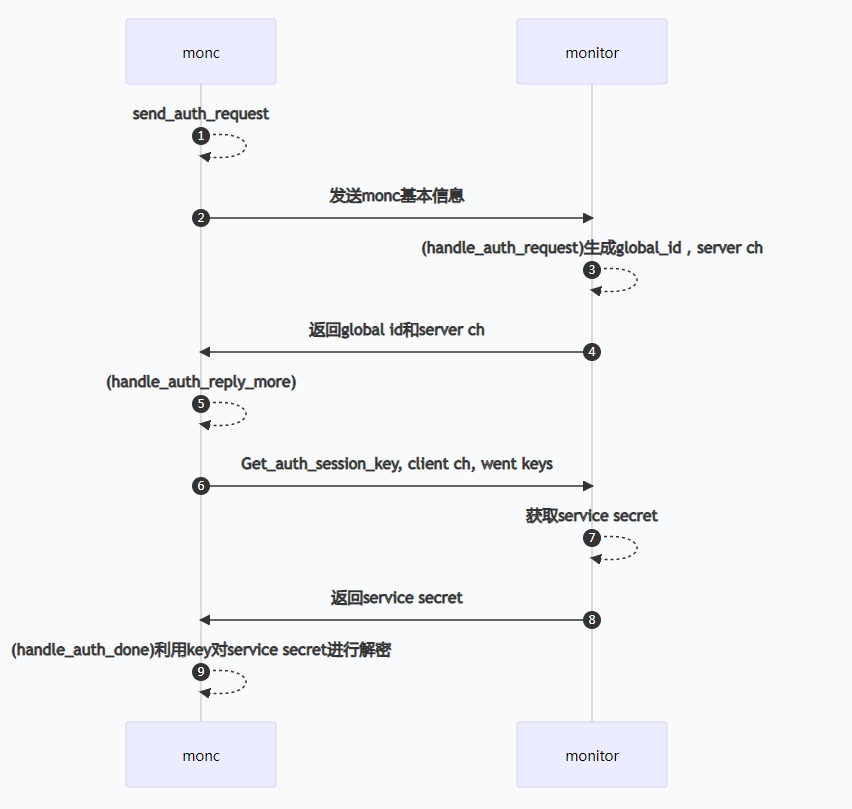 monc monitor
send_auth_request
1
发送monc基本信息
2
(handle_auth_request)生成global_id，server ch
3
返回global id和server ch
4
(handle_auth_reply_more)
5
Get_auth_session_key, client ch, went keys
6
获取service secret
7
返回service secret
8
(handle_auth_done)利用key对service secret进行解密
9
monc monitor